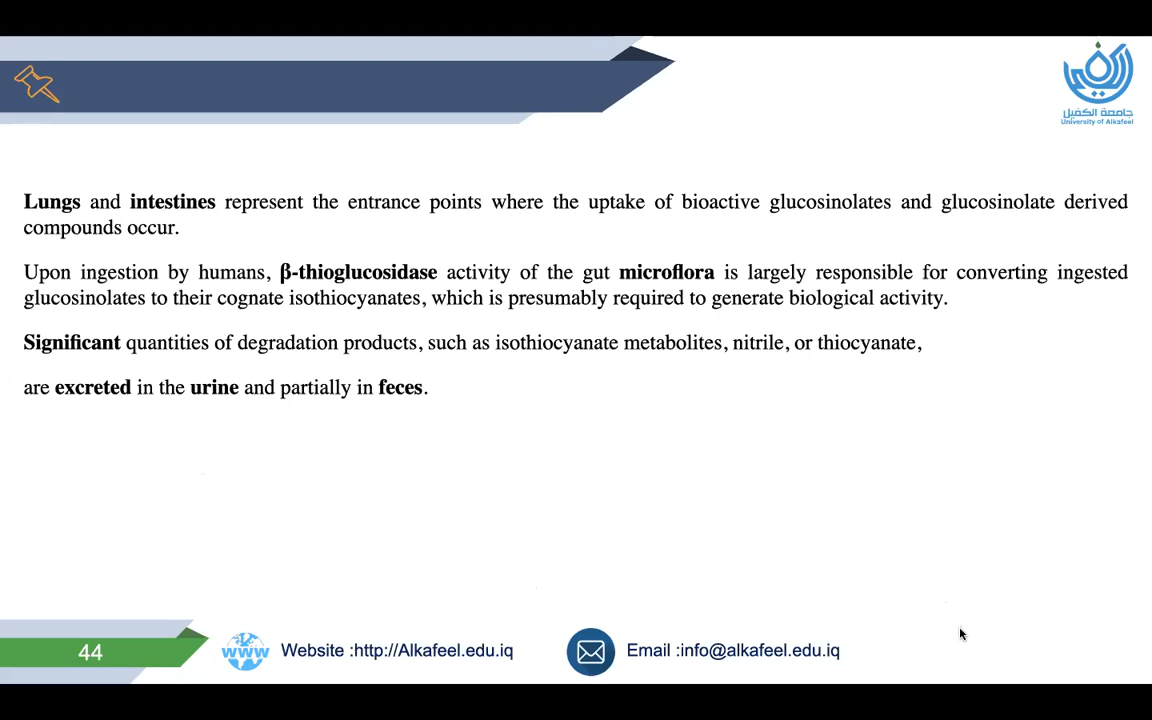 جامعة الكفيل
University of Alkafeel
Lungs and intestines represent the entrance points where the uptake of bioactive glucosinolates and glucosinolate derived
compounds occur.
Upon ingestion by humans, β-thioglucosidase activity of the gut microflora is largely responsible for converting ingested
glucosinolates to their cognate isothiocyanates, which is presumably required to generate biological activity.
Significant quantities of degradation products, such as isothiocyanate metabolites, nitrile, or thiocyanate,
are excreted in the urine and partially in feces.
44
www
Website :http://Alkafeel.edu.iq
Email :info@alkafeel.edu.iq